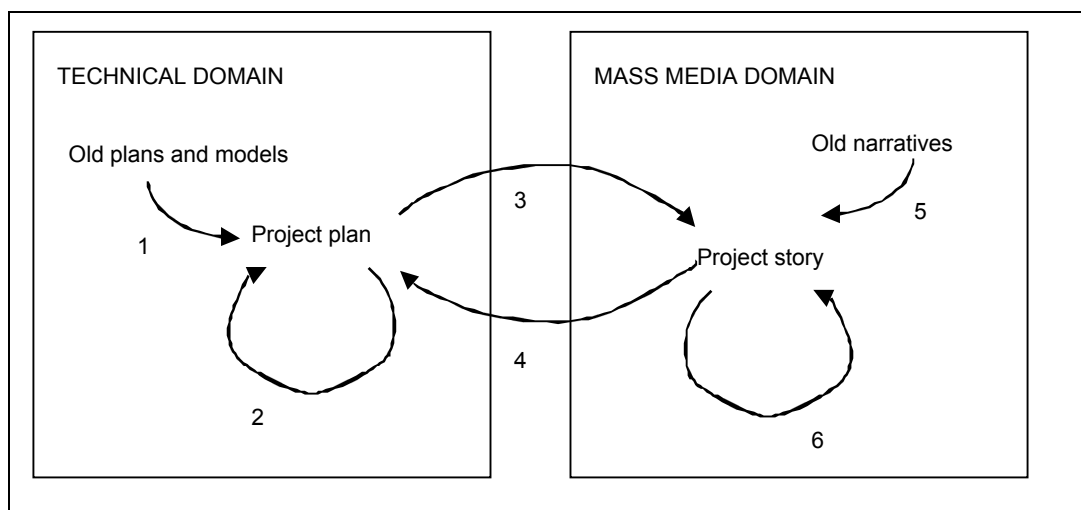 TECHNICAL DOMAIN
Old plans and models
1
Project plan
2
3
4
MASS MEDIA DOMAIN
Old narratives
5
Project story
6